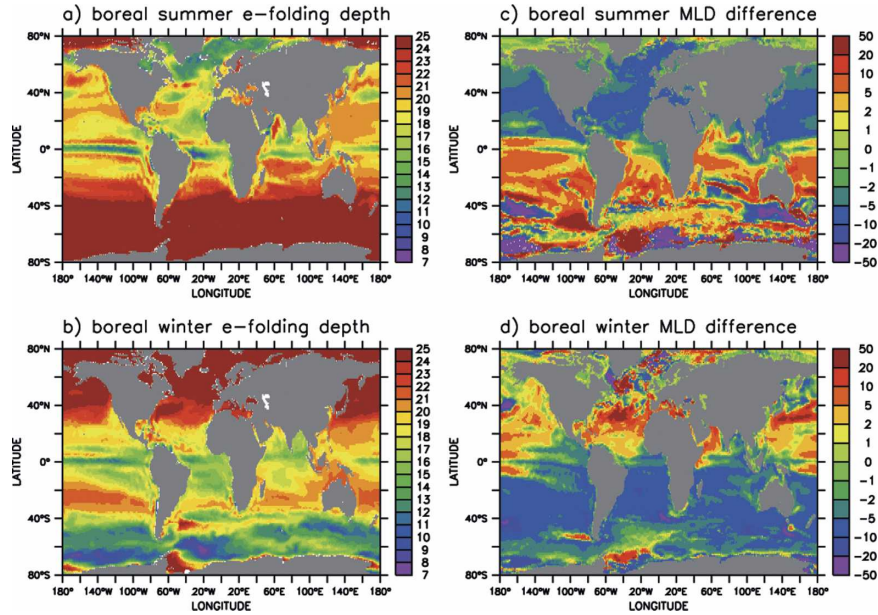 a) boreal summer e-folding depth
80°N
40°N
0°
40°S
80°S
LATITUDE
180° 140°W 100°W 60°W 20°W 20°E 60°E 100°E 140°E 180°
LONGITUDE
25
24
23
22
21
20
19
18
17
16
15
14
13
12
11
10
9
8
7
c) boreal summer MLD difference
80°N
40°N
0°
40°S
80°S
LATITUDE
180° 140°W 100°W 60°W 20°W 20°E 60°E 100°E 140°E 180°
LONGITUDE
50
20
10
5
2
1
0
-1
-2
-5
-10
-20
-50
b) boreal winter e-folding depth
80°N
40°N
0°
40°S
80°S
LATITUDE
180° 140°W 100°W 60°W 20°W 20°E 60°E 100°E 140°E 180°
LONGITUDE
25
24
23
22
21
20
19
18
17
16
15
14
13
12
11
10
9
8
7
d) boreal winter MLD difference
80°N
40°N
0°
40°S
80°S
LATITUDE
180° 140°W 100°W 60°W 20°W 20°E 60°E 100°E 140°E 180°
LONGITUDE
50
20
10
5
2
1
0
-1
-2
-5
-10
-20
-50